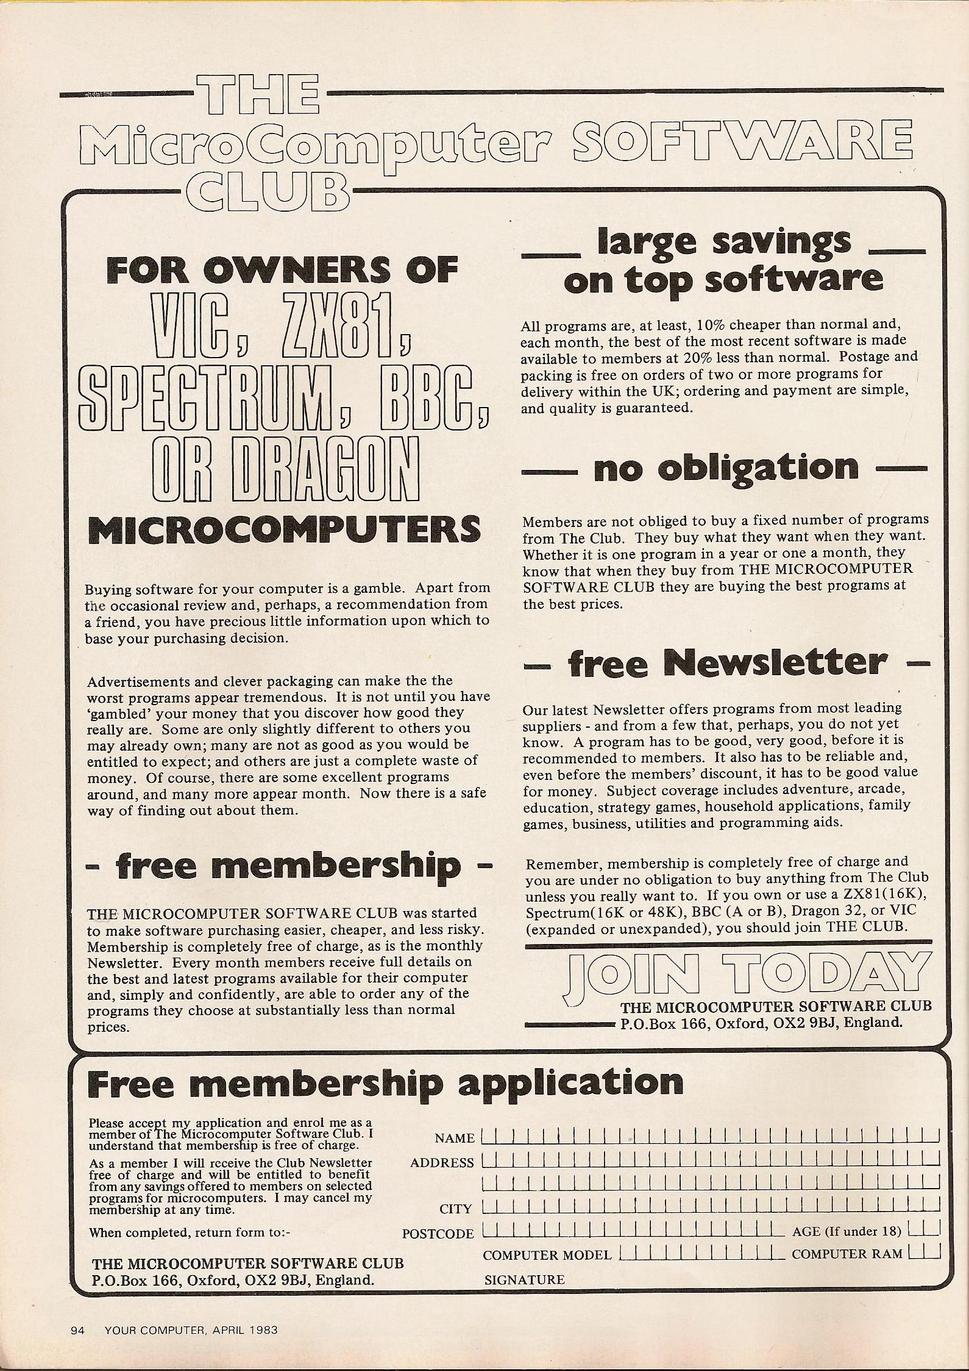 THE
MicroComputer SOFTWARE
CLUB
FOR OWNERS OF
VIC, ZX81,
SPECTRUM, BBC,
OR DRAGON
MICROCOMPUTERS
Buying software for your computer is a gamble. Apart from
the occasional review and, perhaps, a recommendation from
a friend, you have precious little information upon which to
base your purchasing decision.
Advertisements and clever packaging can make the the
worst programs appear tremendous. It is not until you have
‘gambled’ your money that you discover how good they
really are. Some are only slightly different to others you
may already own; many are not as good as you would be
entitled to expect; and others are just a complete waste of
money. Of course, there are some excellent programs
around, and many more appear month. Now there is a safe
way of finding out about them.
- free membership -
THE MICROCOMPUTER SOFTWARE CLUB was started
to make software purchasing easier, cheaper, and less risky.
Membership is completely free of charge, as is the monthly
Newsletter. Every month members receive full details on
the best and latest programs available for their computer
and, simply and confidently, are able to order any of the
programs they choose at substantially less than normal
prices.
large savings
on top software
All programs are, at least, 10% cheaper than normal and,
each month, the best of the most recent software is made
available to members at 20% less than normal. Postage and
packing is free on orders of two or more programs for
delivery within the UK; ordering and payment are simple,
and quality is guaranteed.
— no obligation —
Members are not obliged to buy a fixed number of programs
from The Club. They buy what they want when they want.
Whether it is one program in a year or one a month, they
know that when they buy from THE MICROCOMPUTER
SOFTWARE CLUB they are buying the best programs at
the best prices.
– free Newsletter –
Our latest Newsletter offers programs from most leading
suppliers - and from a few that, perhaps, you do not yet
know. A program has to be good, very good, before it is
recommended to members. It also has to be reliable and,
even before the members’ discount, it has to be good value
for money. Subject coverage includes adventure, arcade,
education, strategy games, household applications, family
games, business, utilities and programming aids.
Remember, membership is completely free of charge and
you are under no obligation to buy anything from The Club
unless you really want to. If you own or use a ZX81(16K),
Spectrum(16K or 48K), BBC (A or B), Dragon 32, or VIC
(expanded or unexpanded), you should join THE CLUB.
JOIN TODAY
THE MICROCOMPUTER SOFTWARE CLUB
P.O.Box 166, Oxford, OX2 9BJ, England.
Free membership application
Please accept my application and enrol me as a
member of The Microcomputer Software Club. I
understand that membership is free of charge.
As a member I will receive the Club Newsletter
free of charge and will be entitled to benefit
from any savings offered to members on selected
programs for microcomputers. I may cancel my
membership at any time.
When completed, return form to:-
THE MICROCOMPUTER SOFTWARE CLUB
P.O.Box 166, Oxford, OX2 9BJ, England.
NAME
ADDRESS
CITY
POSTCODE AGE (If under 18)
COMPUTER MODEL COMPUTER RAM
SIGNATURE
94 YOUR COMPUTER, APRIL 1983